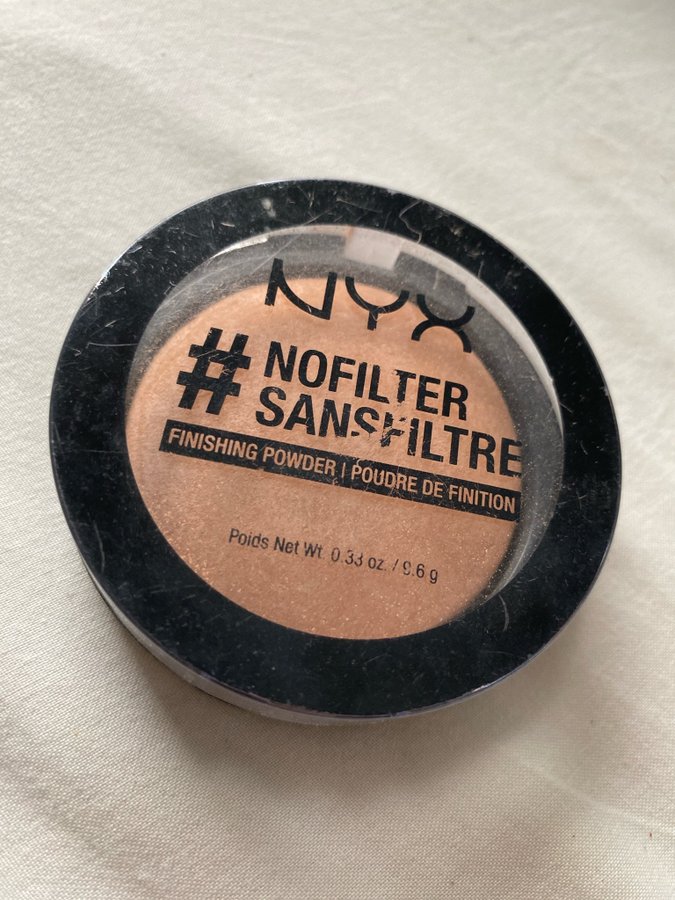 NYX
# NOFILTER
SANSFILTRE
FINISHING POWDER | POUDRE DE FINITION
Poids Net Wt. 0.33 oz. / 9.6 g